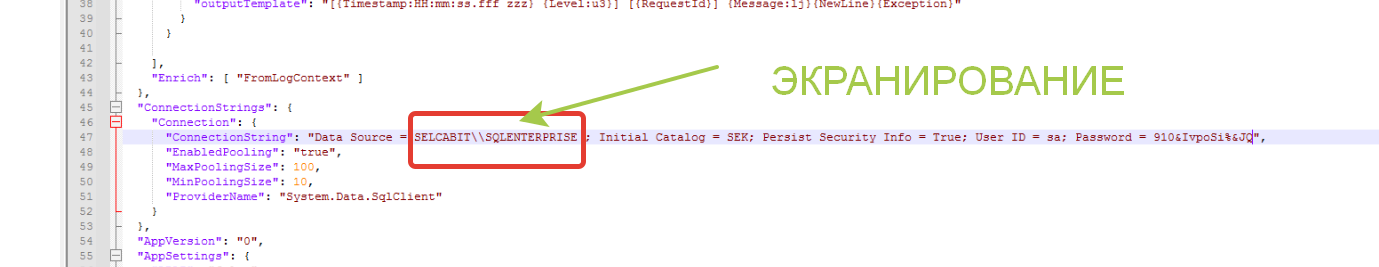 38 "outputTemplate": "[{Timestamp:HH:mm:ss.fff zzz} {Level:u3}] [{RequestId}] {Message:lj}{NewLine}{Exception}"
39 }
40 }
41
42 ],
43 "Enrich": [ "FromLogContext" ]
44 },
45 "ConnectionStrings": {
46 "Connection": {
47 "ConnectionString": "Data Source = SELCABIT\\SQLENTERPRISE ; Initial Catalog = SEK; Persist Security Info = True; User ID = sa; Password = 910&IvpoSi%&JQ",
48 "EnabledPooling": "true",
49 "MaxPoolingSize": 100,
50 "MinPoolingSize": 10,
51 "ProviderName": "System.Data.SqlClient"
52 }
53 },
54 "AppVersion": "0",
55 "AppSettings": {
ЭКРАНИРОВАНИЕ